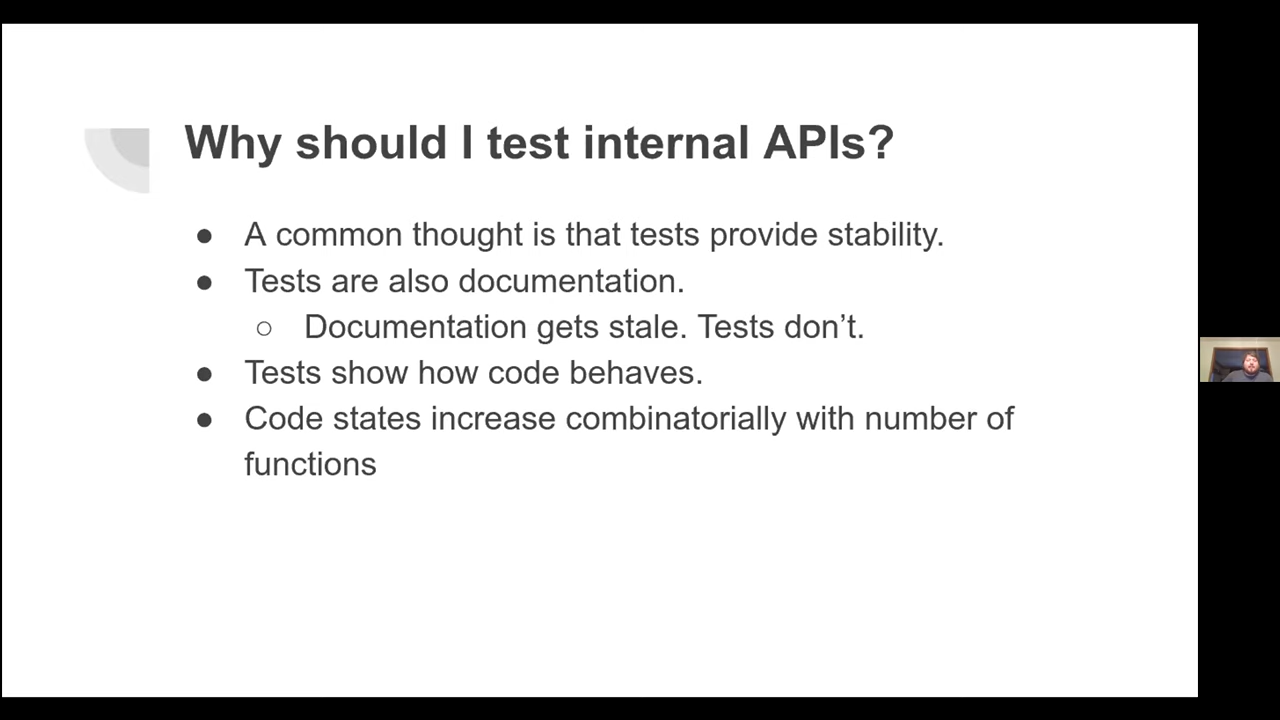 Why should I test internal APIs?
● A common thought is that tests provide stability.
● Tests are also documentation.
○ Documentation gets stale. Tests don’t.
● Tests show how code behaves.
● Code states increase combinatorially with number of
functions